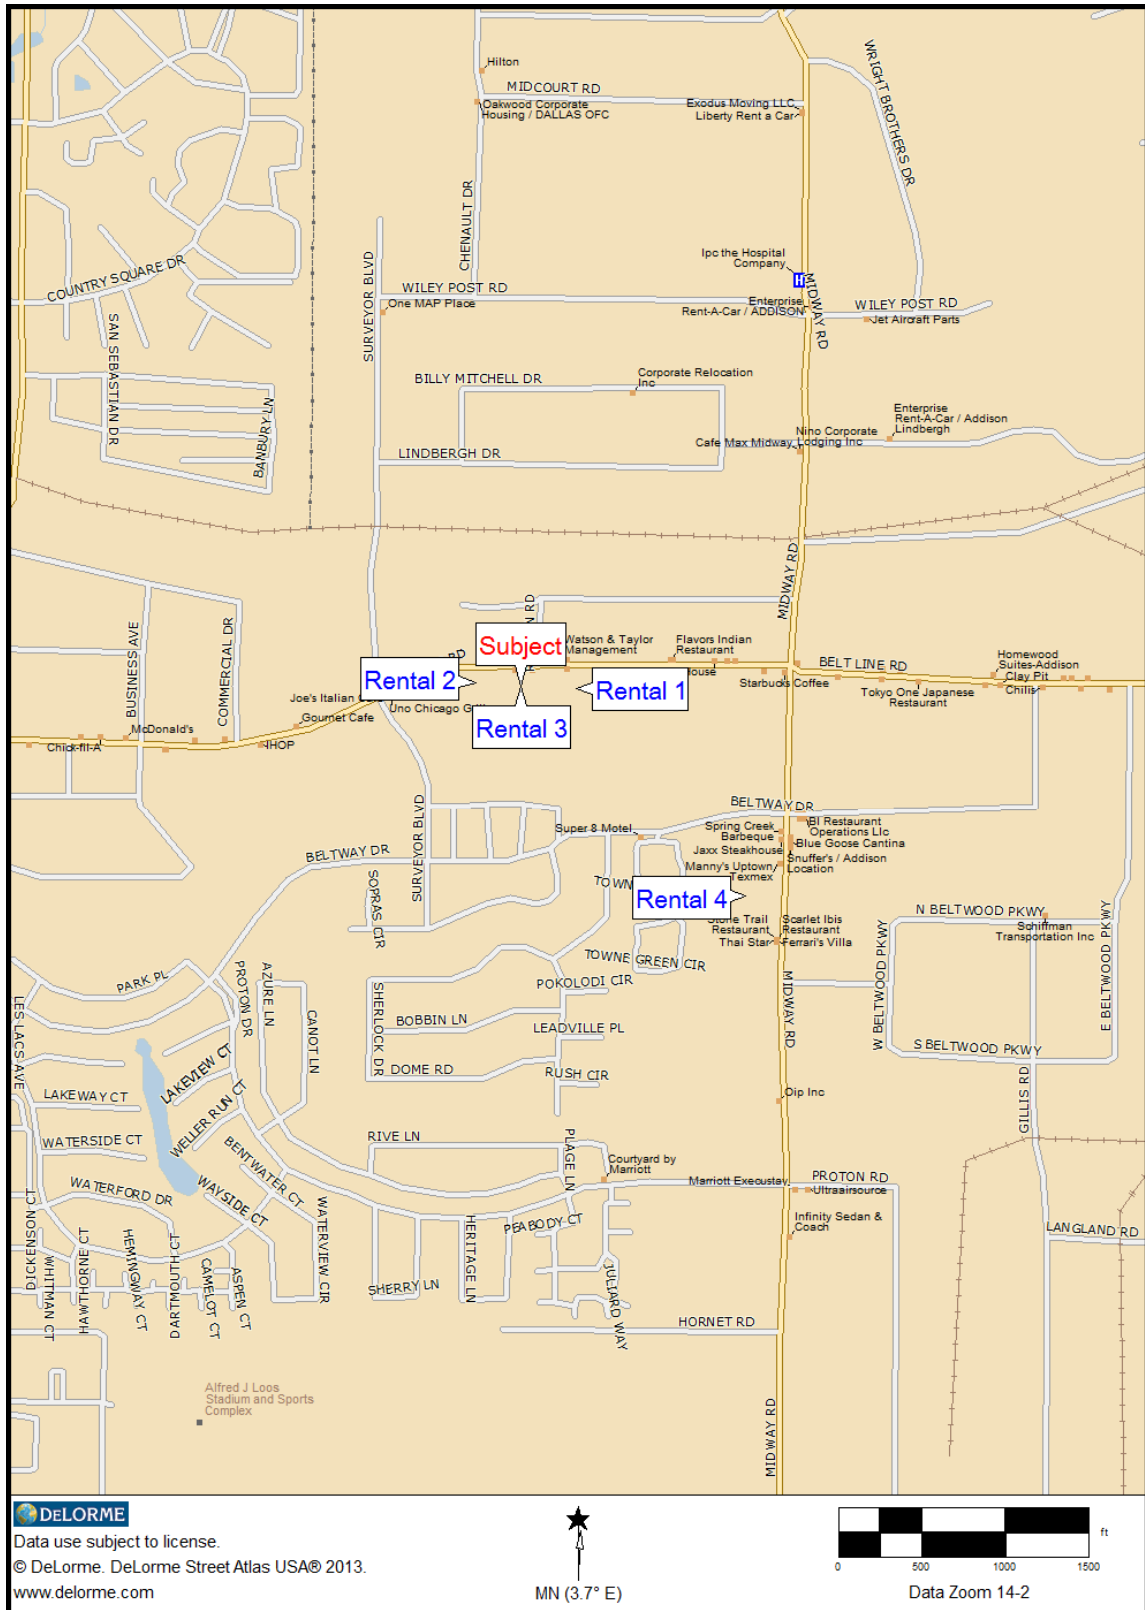 Hilton
MIDCOURT RD
Oakwood Corporate
Housing / DALLAS OFC
Exodus Moving LLC
Liberty Rent a Car
WRIGHT BROTHERS DR
CHENAULT DR
COUNTRY SQUARE DR
SURVEYOR BLVD
Ipc the Hospital
Company
H
MIDWAY RD
WILEY POST RD
One MAP Place
Enterprise
Rent-A-Car / ADDISON
WILEY POST RD
Jet Aircraft Parts
SAN SEBASTIAN DR
BANBURY LN
BILLY MITCHELL DR
Corporate Relocation
Inc
Enterprise
Rent-A-Car / Addison
Lindbergh
Nino Corporate
Lodging Inc
Cafe Max Midway
LINDBERGH DR
MIDWAY RD
BUSINESS AVE
COMMERCIAL DR
RD
Subject
Watson & Taylor
Management
Flavors Indian
Restaurant
House
BELT LINE RD
Homewood
Suites-Addison
Clay Pit
Chilis
Rental 2
Rental 1
Starbucks Coffee
Tokyo One Japanese
Restaurant
Joe's Italian
Uno Chicago
Gourmet Cafe
McDonald's
Chick-fil-A
IHOP
Rental 3
SURVEYOR BLVD
BELTWAY DR
Super 8 Motel
Spring Creek
Barbeque
BI Restaurant
Operations Llc
Jaxx Steakhouse
Blue Goose Cantina
Manny's Uptown
Texmex
Snuffer's / Addison
Location
BELTWAY DR
SOPRAS CIR
TOWN
Rental 4
Stone Trail
Restaurant
Thai Star
Scarlet Ibis
Restaurant
Ferrari's Villa
N BELTWOOD PKWY
Schiffman
Transportation Inc
W BELTWOOD PKWY
E BELTWOOD PKWY
S BELTWOOD PKWY
TOWNE GREEN CIR
POKOLODI CIR
PARK PL
PROTON DR
AZURE LN
CANOT LN
SHERLOCK DR
BOBBIN LN
LEADVILLE PL
DOME RD
RUSH CIR
MIDWAY RD
GILLIS RD
LES LACS AVE
LAKEVIEW CT
LAKEWAY CT
WELLER RUN CT
WATERSIDE CT
BENTWATER CT
WATERFORD DR
WAYSIDE CT
Oip Inc
RIVE LN
PLAGE LN
Courtyard by
Marriott
Marriott Execustay
PROTON RD
Ultraairsource
Infinity Sedan &
Coach
LANGLAND RD
DICKENSON CT
WHITMAN CT
HAWTHORNE CT
HEMINGWAY CT
DARTMOUTH CT
CAMELOT CT
ASPEN CT
WATERVIEW CIR
SHERRY LN
HERITAGE LN
PEABODY CT
JULIARD WAY
HORNET RD
MIDWAY RD
Alfred J Loos
Stadium and Sports
Complex
DELORME
Data use subject to license.
© DeLorme. DeLorme Street Atlas USA® 2013.
www.delorme.com
MN (3.7° E)
ft
0 500 1000 1500
Data Zoom 14-2